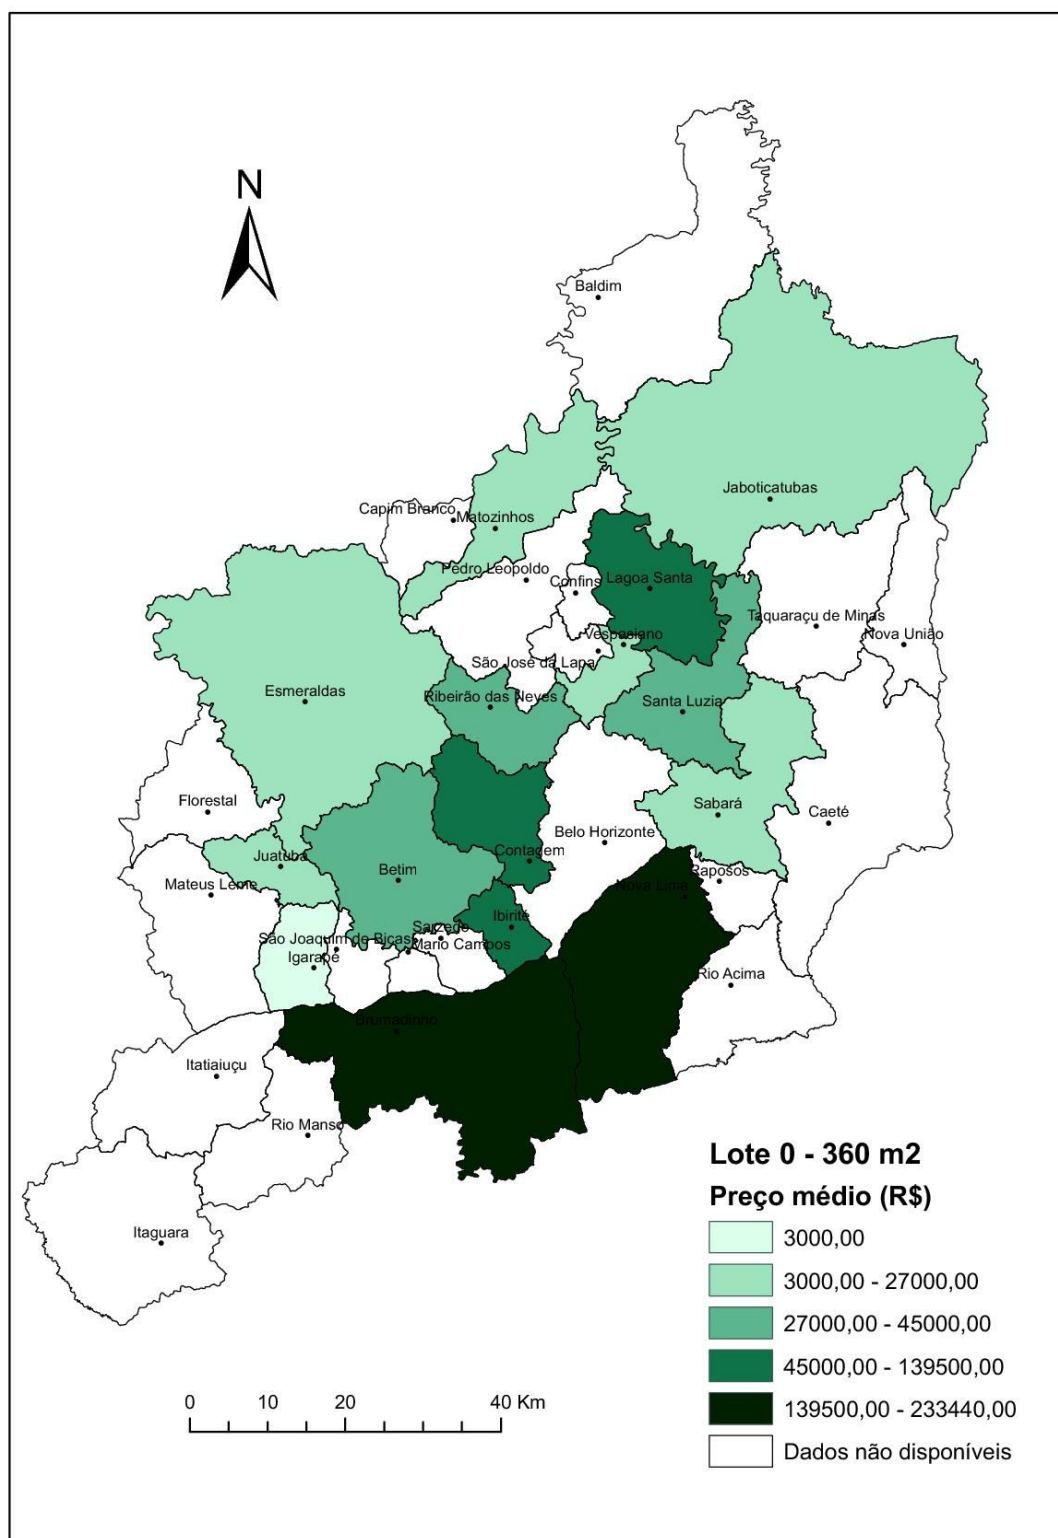 N
Baldim
Jaboticatubas
Capim Branco
Matozinhos
Pedro Leopoldo
Confins
Lagoa Santa
Taquaraçu de Minas
Nova União
Vespasiano
São José da Lapa
Esmeraldas
Ribeirão das Neves
Santa Luzia
Florestal
Sabará
Caeté
Belo Horizonte
Juatuba
Contagem
Betim
Mateus Leme
Nova Lima
Raposos
Ibirité
Sarzedo
São Joaquim de Bicas
Mario Campos
Igarapé
Rio Acima
Brumadinho
Itatiaiuçu
Rio Manso
Itaguara
Lote 0 - 360 m2
Preço médio (R$)
3000,00
3000,00 - 27000,00
27000,00 - 45000,00
45000,00 - 139500,00
139500,00 - 233440,00
Dados não disponíveis
0 10 20 40 Km